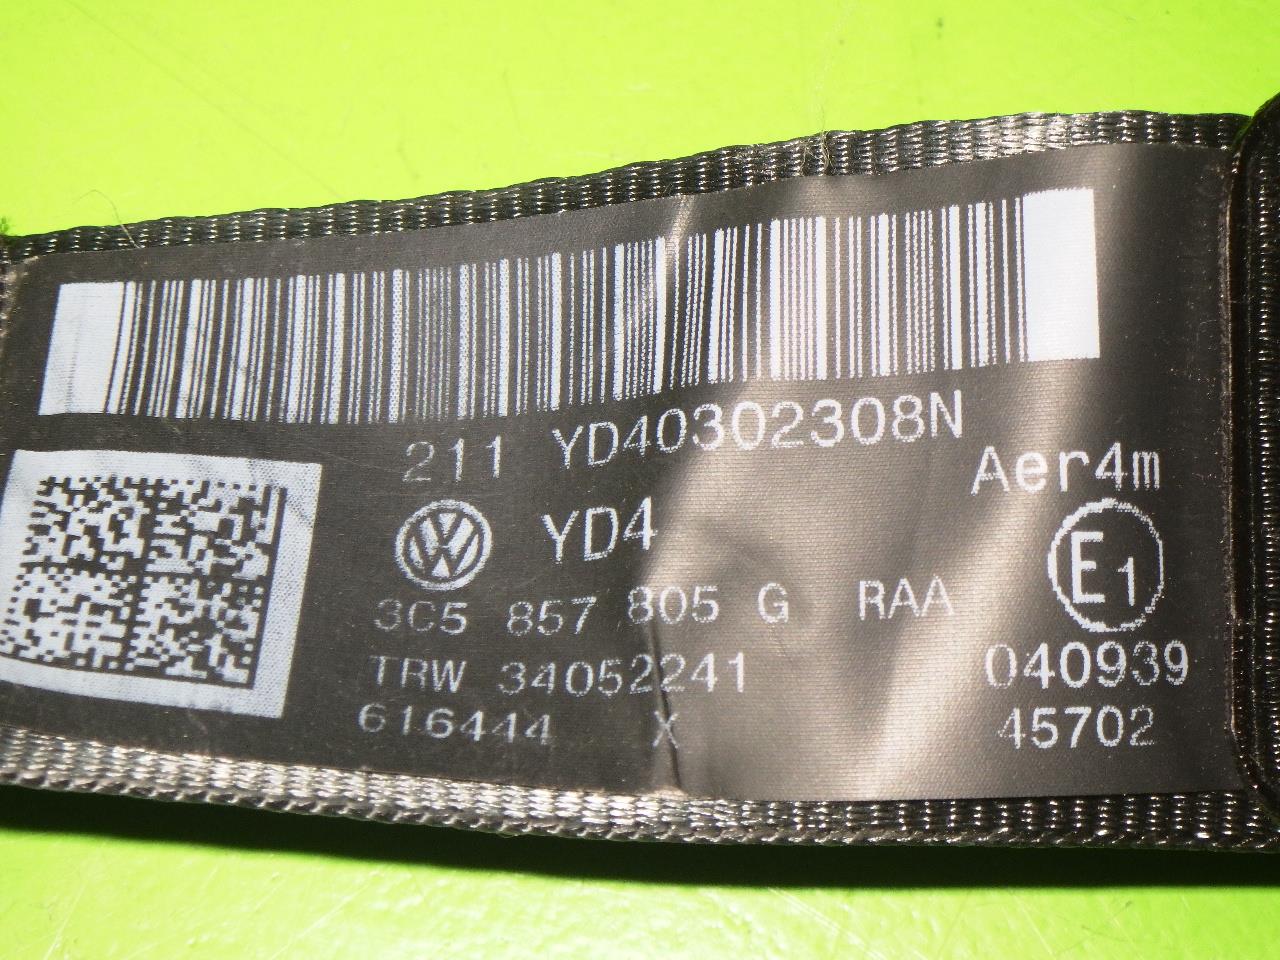 211 YD40302308N
Aer4m
YD4
E1
3C5 857 805 G RAA
TRW 34052241
040939
616444 X
45702